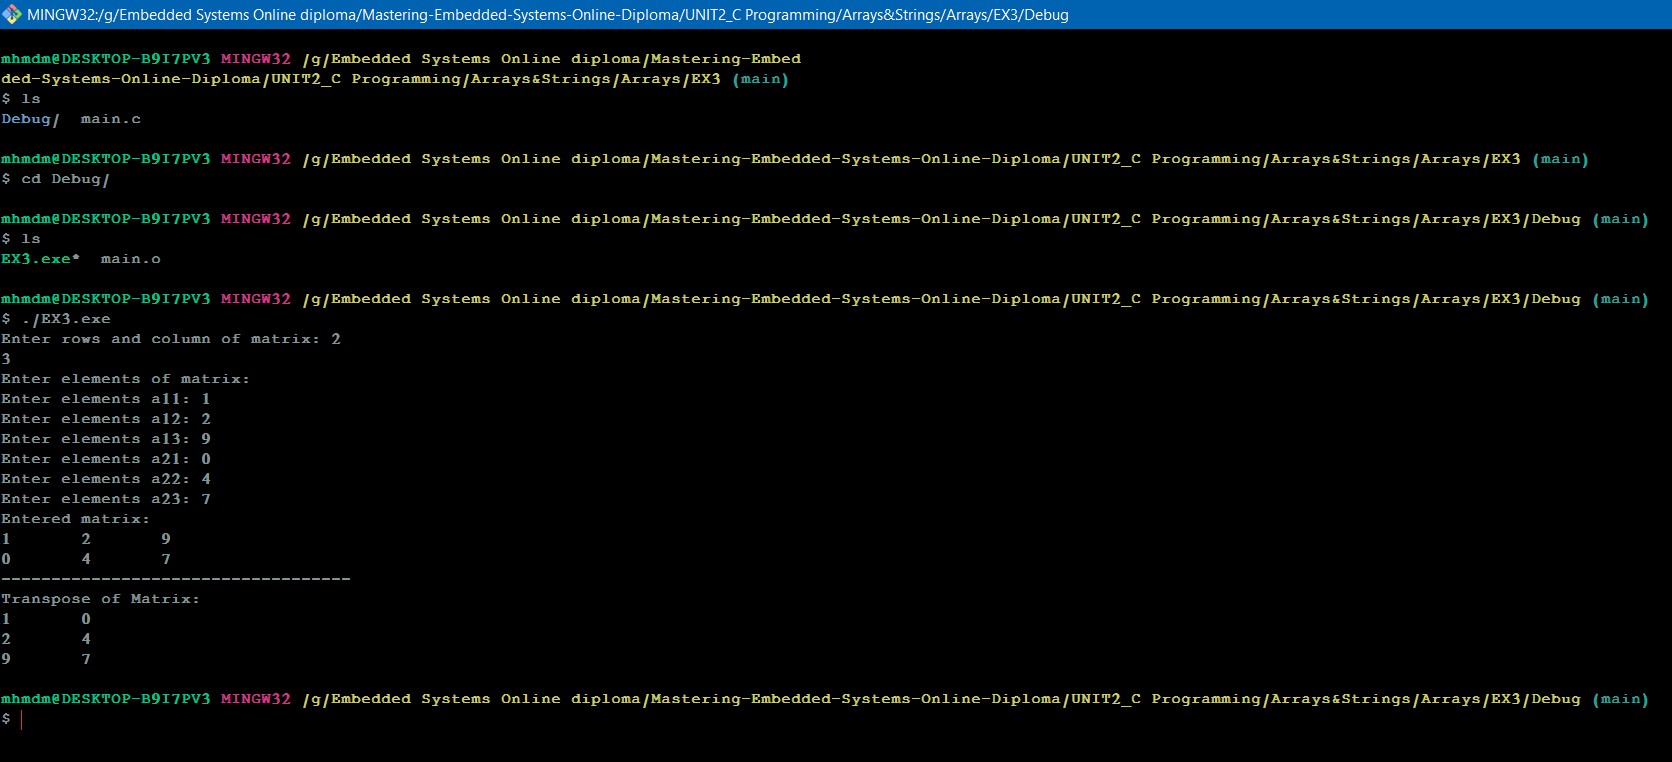 MINGW32:/g/Embedded Systems Online diploma/Mastering-Embedded-Systems-Online-Diploma/UNIT2_C Programming/Arrays&Strings/Arrays/EX3/Debug
mhmdm@DESKTOP-B9I7PV3 MINGW32 /g/Embedded Systems Online diploma/Mastering-Embed
ded-Systems-Online-Diploma/UNIT2_C Programming/Arrays&Strings/Arrays/EX3 (main)
$ ls
Debug/  main.c
mhmdm@DESKTOP-B9I7PV3 MINGW32 /g/Embedded Systems Online diploma/Mastering-Embedded-Systems-Online-Diploma/UNIT2_C Programming/Arrays&Strings/Arrays/EX3 (main)
$ cd Debug/
mhmdm@DESKTOP-B9I7PV3 MINGW32 /g/Embedded Systems Online diploma/Mastering-Embedded-Systems-Online-Diploma/UNIT2_C Programming/Arrays&Strings/Arrays/EX3/Debug (main)
$ ls
EX3.exe*  main.o
mhmdm@DESKTOP-B9I7PV3 MINGW32 /g/Embedded Systems Online diploma/Mastering-Embedded-Systems-Online-Diploma/UNIT2_C Programming/Arrays&Strings/Arrays/EX3/Debug (main)
$ ./EX3.exe
Enter rows and column of matrix: 2
3
Enter elements of matrix:
Enter elements a11: 1
Enter elements a12: 2
Enter elements a13: 9
Enter elements a21: 0
Enter elements a22: 4
Enter elements a23: 7
Entered matrix:
1       2       9
0       4       7
-----------------------------------
Transpose of Matrix:
1       0
2       4
9       7
mhmdm@DESKTOP-B9I7PV3 MINGW32 /g/Embedded Systems Online diploma/Mastering-Embedded-Systems-Online-Diploma/UNIT2_C Programming/Arrays&Strings/Arrays/EX3/Debug (main)
$